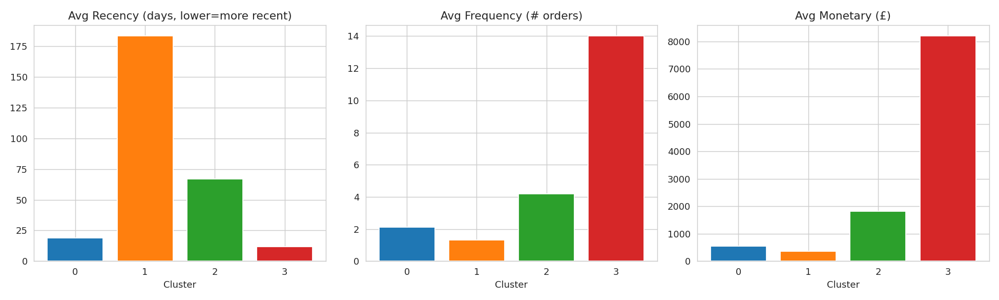 Avg Recency (days, lower=more recent)
175
150
125
100
75
50
25
0
0 1 2 3
Cluster
Avg Frequency (# orders)
14
12
10
8
6
4
2
0
0 1 2 3
Cluster
Avg Monetary (£)
8000
7000
6000
5000
4000
3000
2000
1000
0
0 1 2 3
Cluster